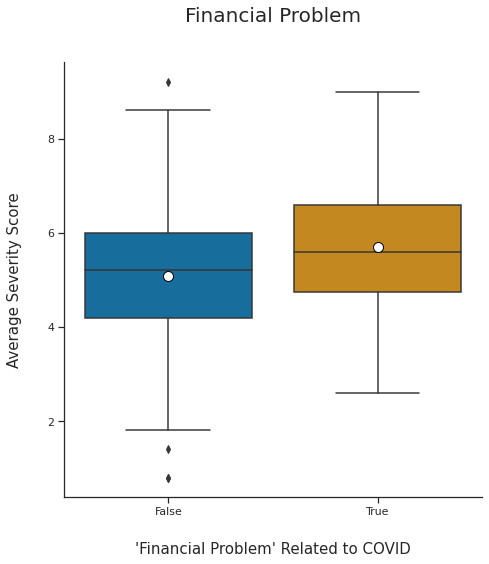 Financial Problem
Average Severity Score
8
6
4
2
False
True
'Financial Problem' Related to COVID